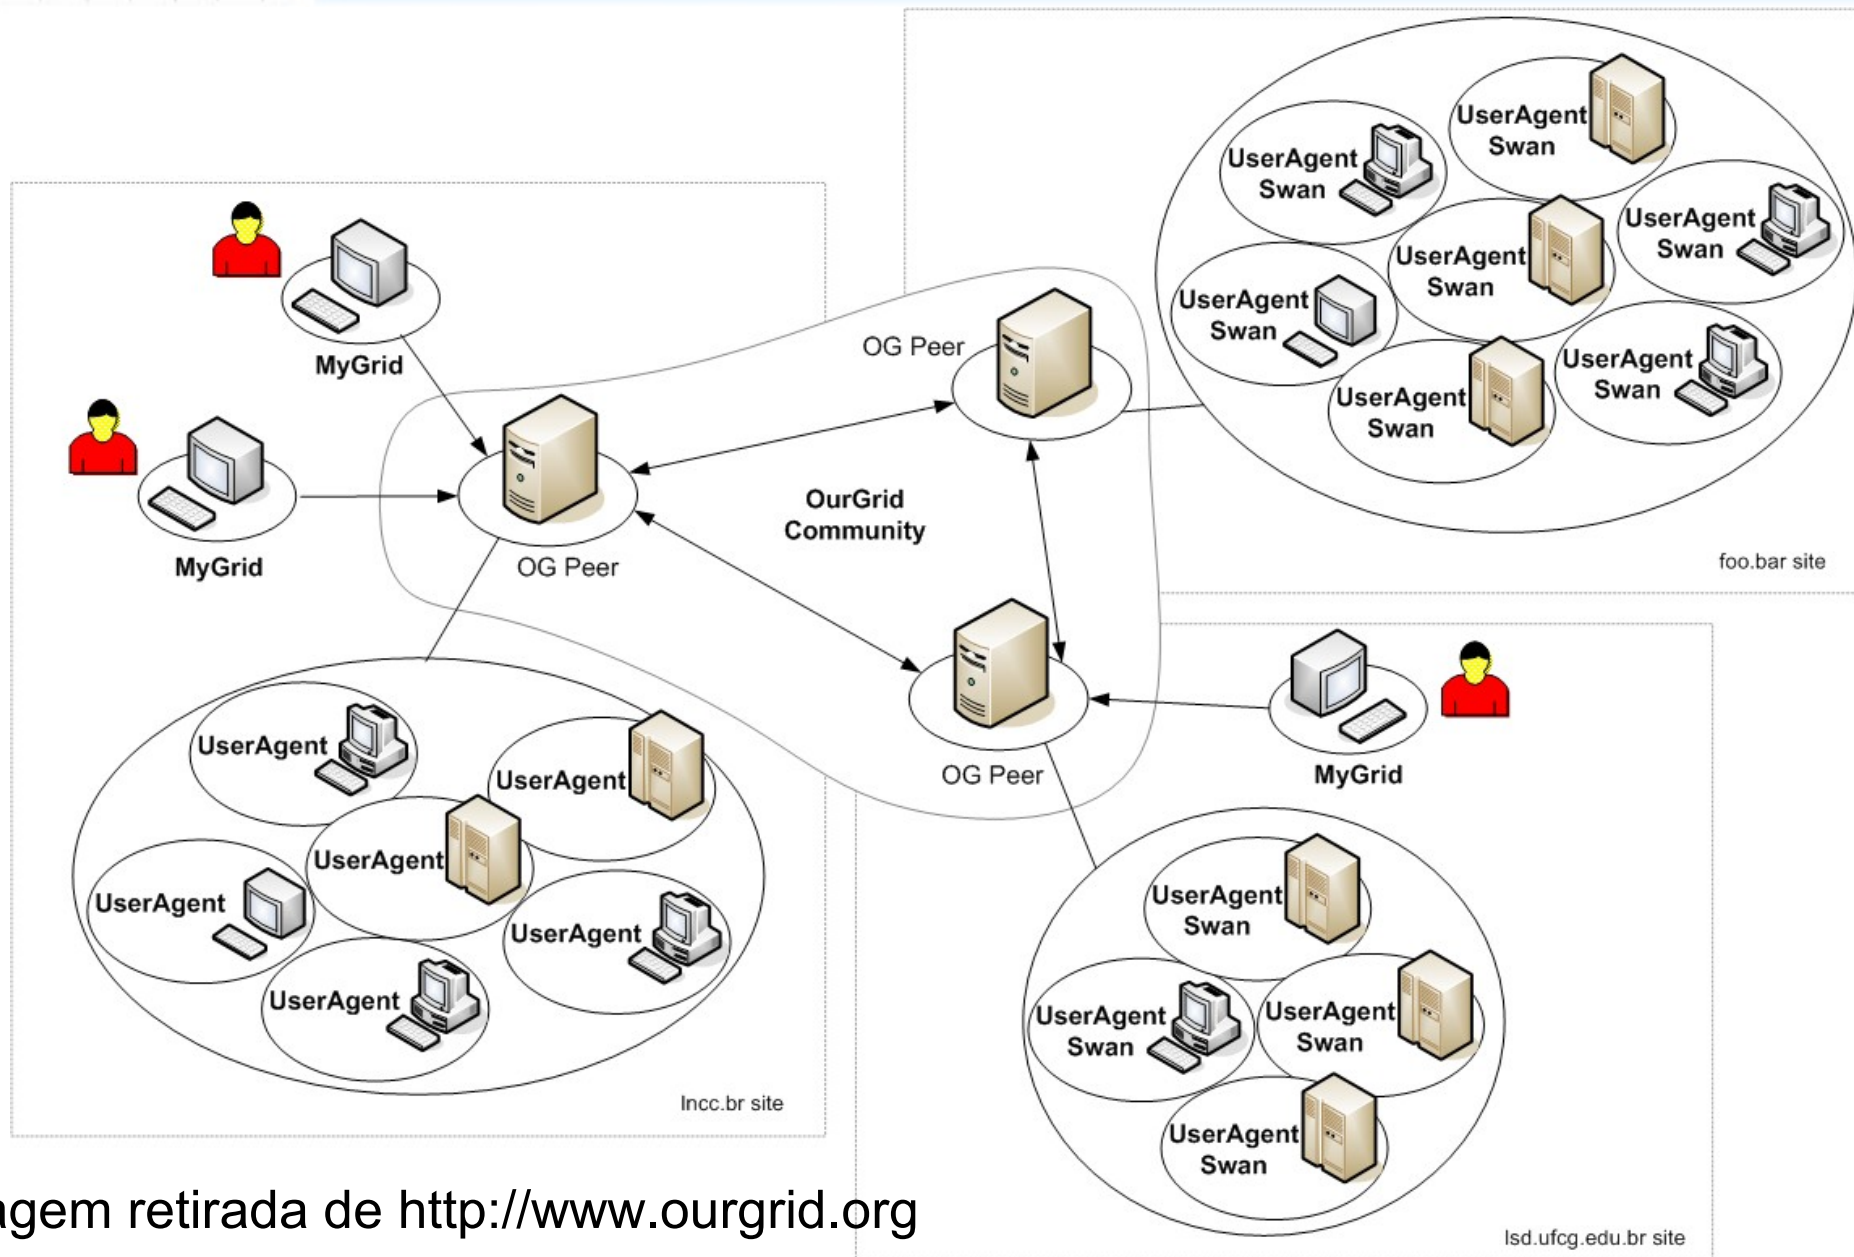 MyGrid
MyGrid
OG Peer
UserAgent
UserAgent
UserAgent
UserAgent
UserAgent
UserAgent
lncc.br site
OurGrid
Community
OG Peer
OG Peer
UserAgent
Swan
UserAgent
Swan
UserAgent
Swan
UserAgent
Swan
UserAgent
Swan
UserAgent
Swan
UserAgent
Swan
foo.bar site
MyGrid
UserAgent
Swan
UserAgent
Swan
UserAgent
Swan
UserAgent
Swan
lsd.ufcg.edu.br site
agem retirada de http://www.ourgrid.org